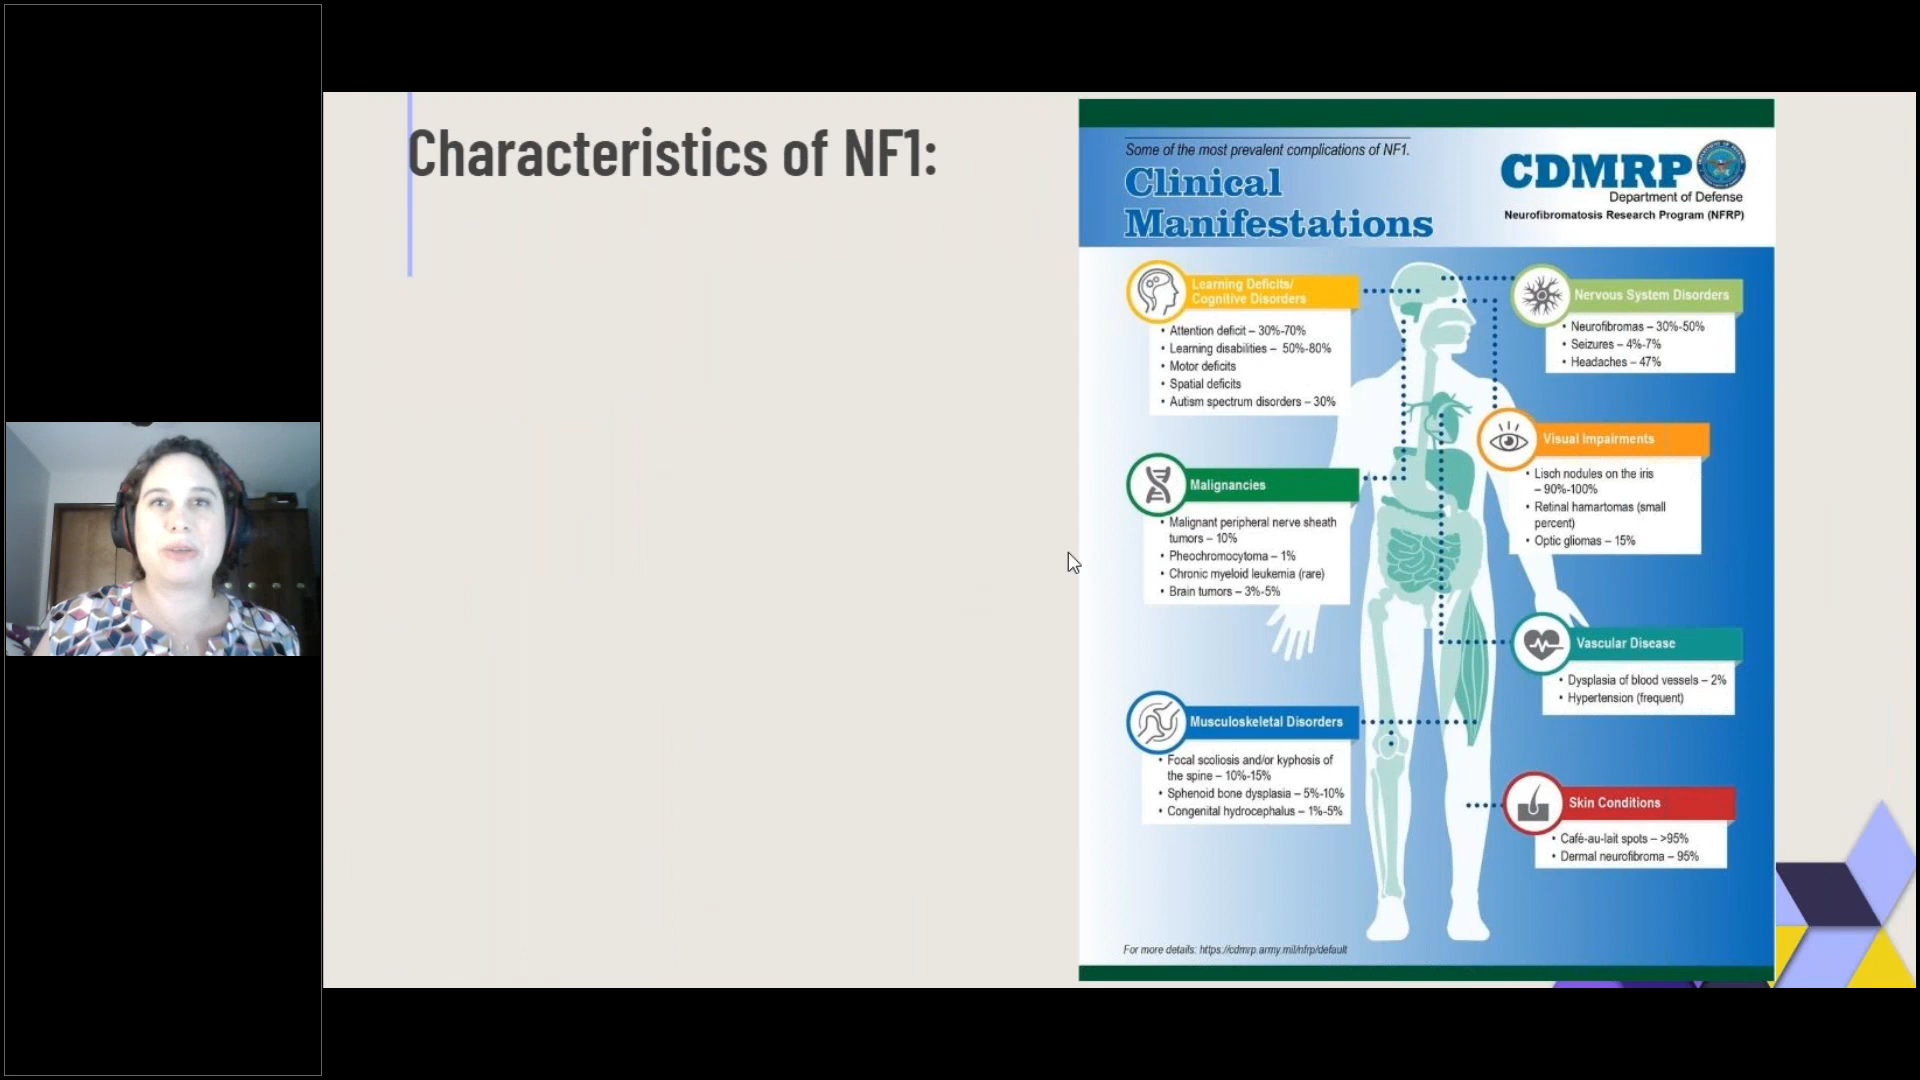 Characteristics of NF1:
Some of the most prevalent complications of NF1.
Clinical
Manifestations
CDMRP
Department of Defense
Neurofibromatosis Research Program (NFRP)
Learning Deficits/
Cognitive Disorders
• Attention deficit – 30%-70%
• Learning disabilities – 50%-80%
• Motor deficits
• Spatial deficits
• Autism spectrum disorders – 30%
Malignancies
• Malignant peripheral nerve sheath
tumors – 10%
• Pheochromocytoma – 1%
• Chronic myeloid leukemia (rare)
• Brain tumors – 3%-5%
Musculoskeletal Disorders
• Focal scoliosis and/or kyphosis of
the spine – 10%-15%
• Sphenoid bone dysplasia – 5%-10%
• Congenital hydrocephalus – 1%-5%
Nervous System Disorders
• Neurofibromas – 30%-50%
• Seizures – 4%-7%
• Headaches – 47%
Visual Impairments
• Lisch nodules on the iris
– 90%-100%
• Retinal hamartomas (small
percent)
• Optic gliomas – 15%
Vascular Disease
• Dysplasia of blood vessels – 2%
• Hypertension (frequent)
Skin Conditions
• Café-au-lait spots – >95%
• Dermal neurofibroma – 95%
For more details: https://cdmrp.army.mil/nfrp/default